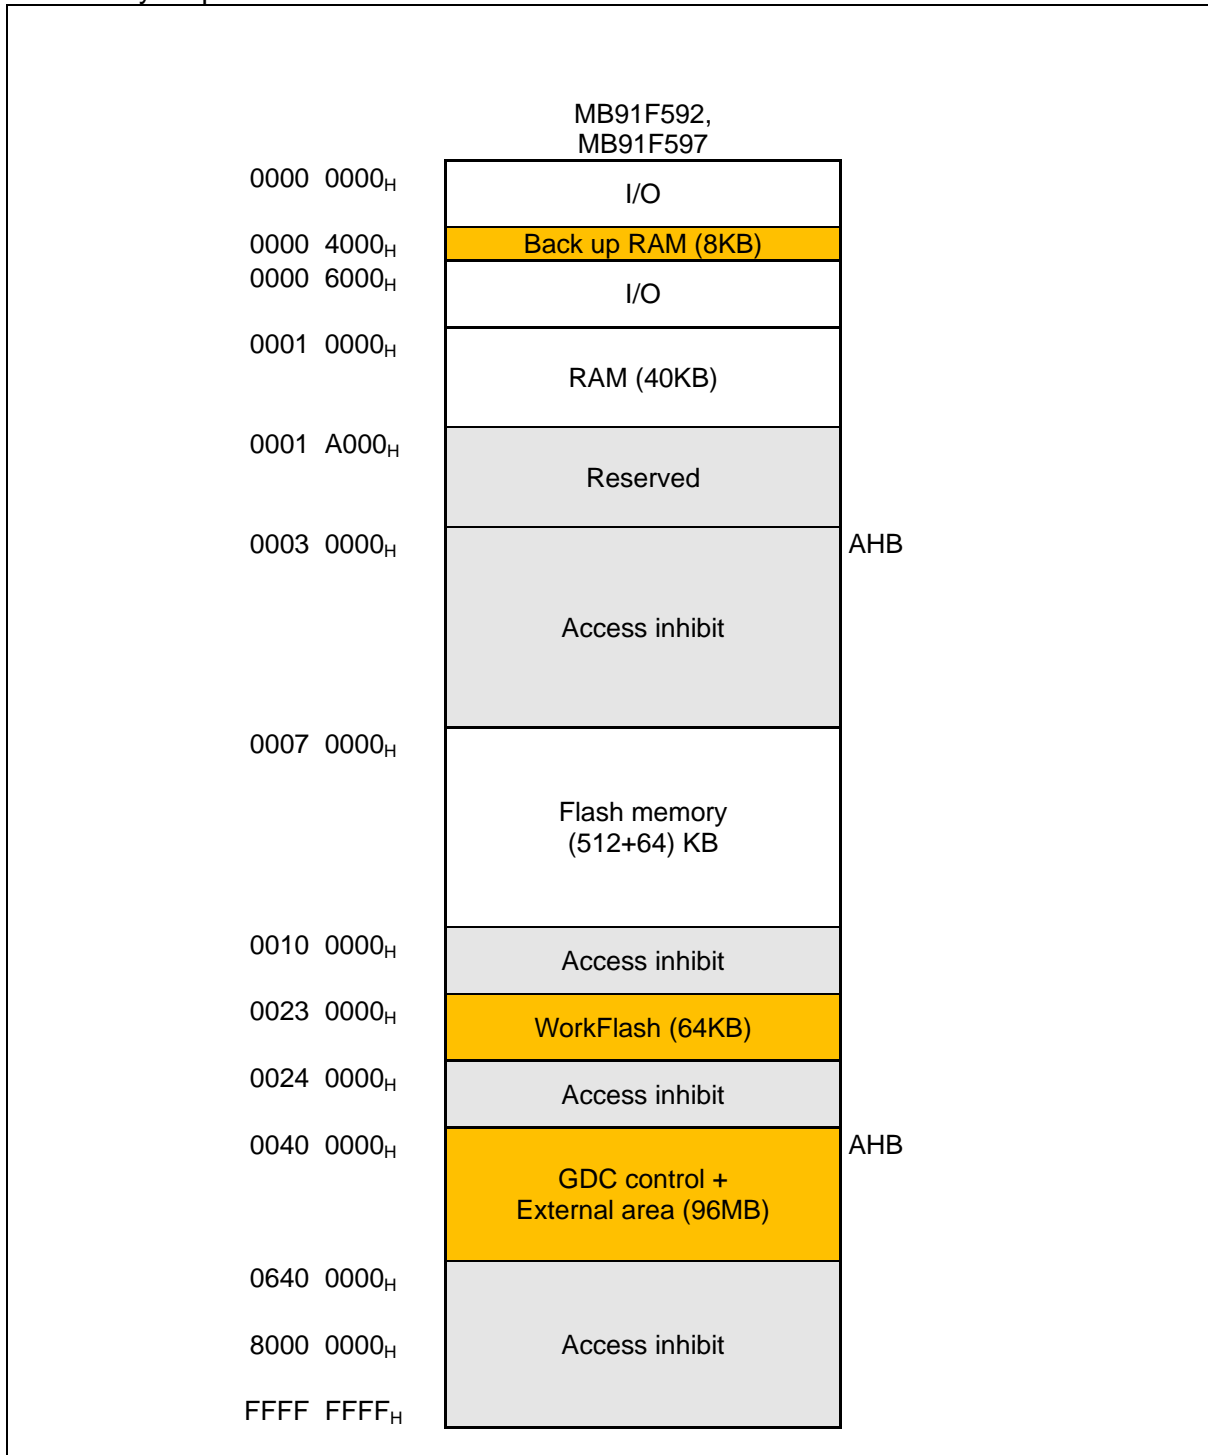 MB91F592,
MB91F597
0000 0000H
I/O
0000 4000H
Back up RAM (8KB)
0000 6000H
I/O
0001 0000H
RAM (40KB)
0001 A000H
Reserved
0003 0000H
AHB
Access inhibit
0007 0000H
Flash memory
(512+64) KB
0010 0000H
Access inhibit
0023 0000H
WorkFlash (64KB)
0024 0000H
Access inhibit
0040 0000H
AHB
GDC control +
External area (96MB)
0640 0000H
8000 0000H
Access inhibit
FFFF FFFFH